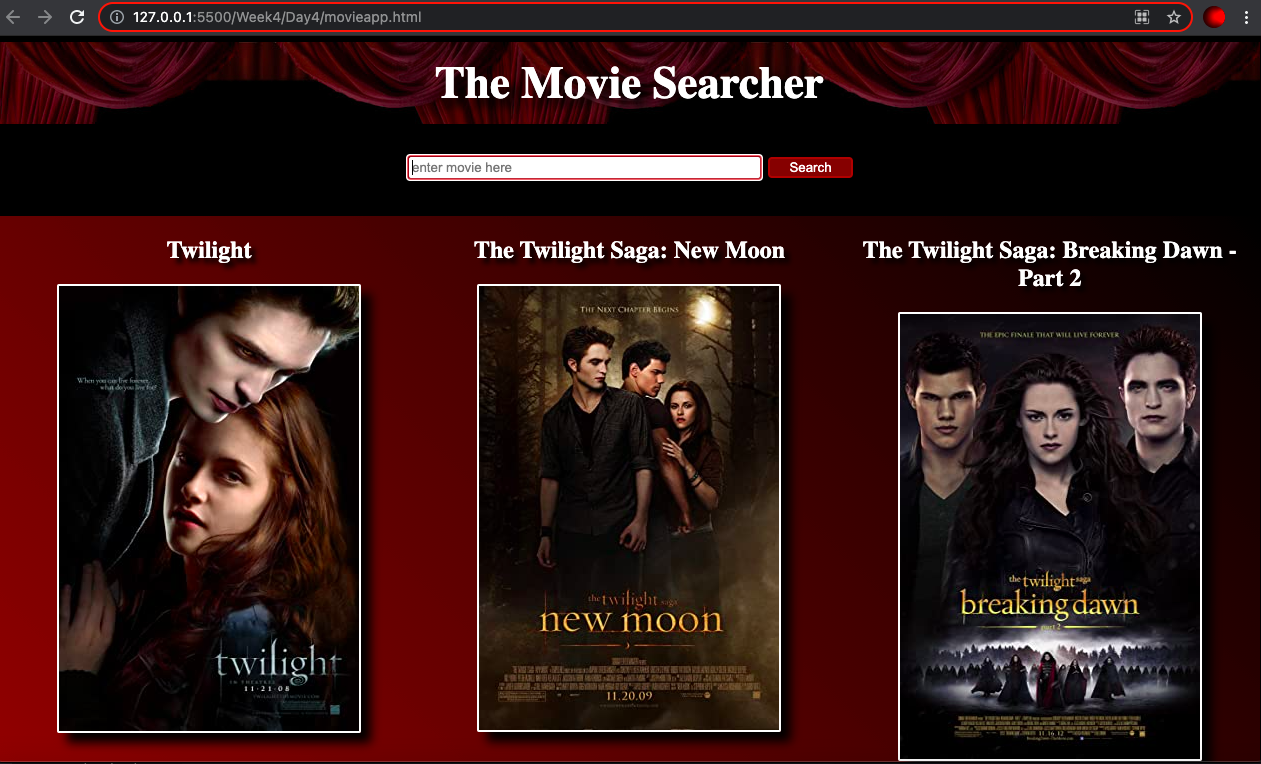 127.0.0.1:5500/Week4/Day4/movieapp.html
The Movie Searcher
enter movie here
Search
Twilight
When you can live forever,
what do you live for?
twilight
IN THEATRES
11·21·08
The Twilight Saga: New Moon
THE NEXT CHAPTER BEGINS
the twilight saga
new moon
11.20.09
The Twilight Saga: Breaking Dawn -
Part 2
THE EPIC FINALE THAT WILL LIVE FOREVER
the twilight saga
breaking dawn
part 2
11 16 12